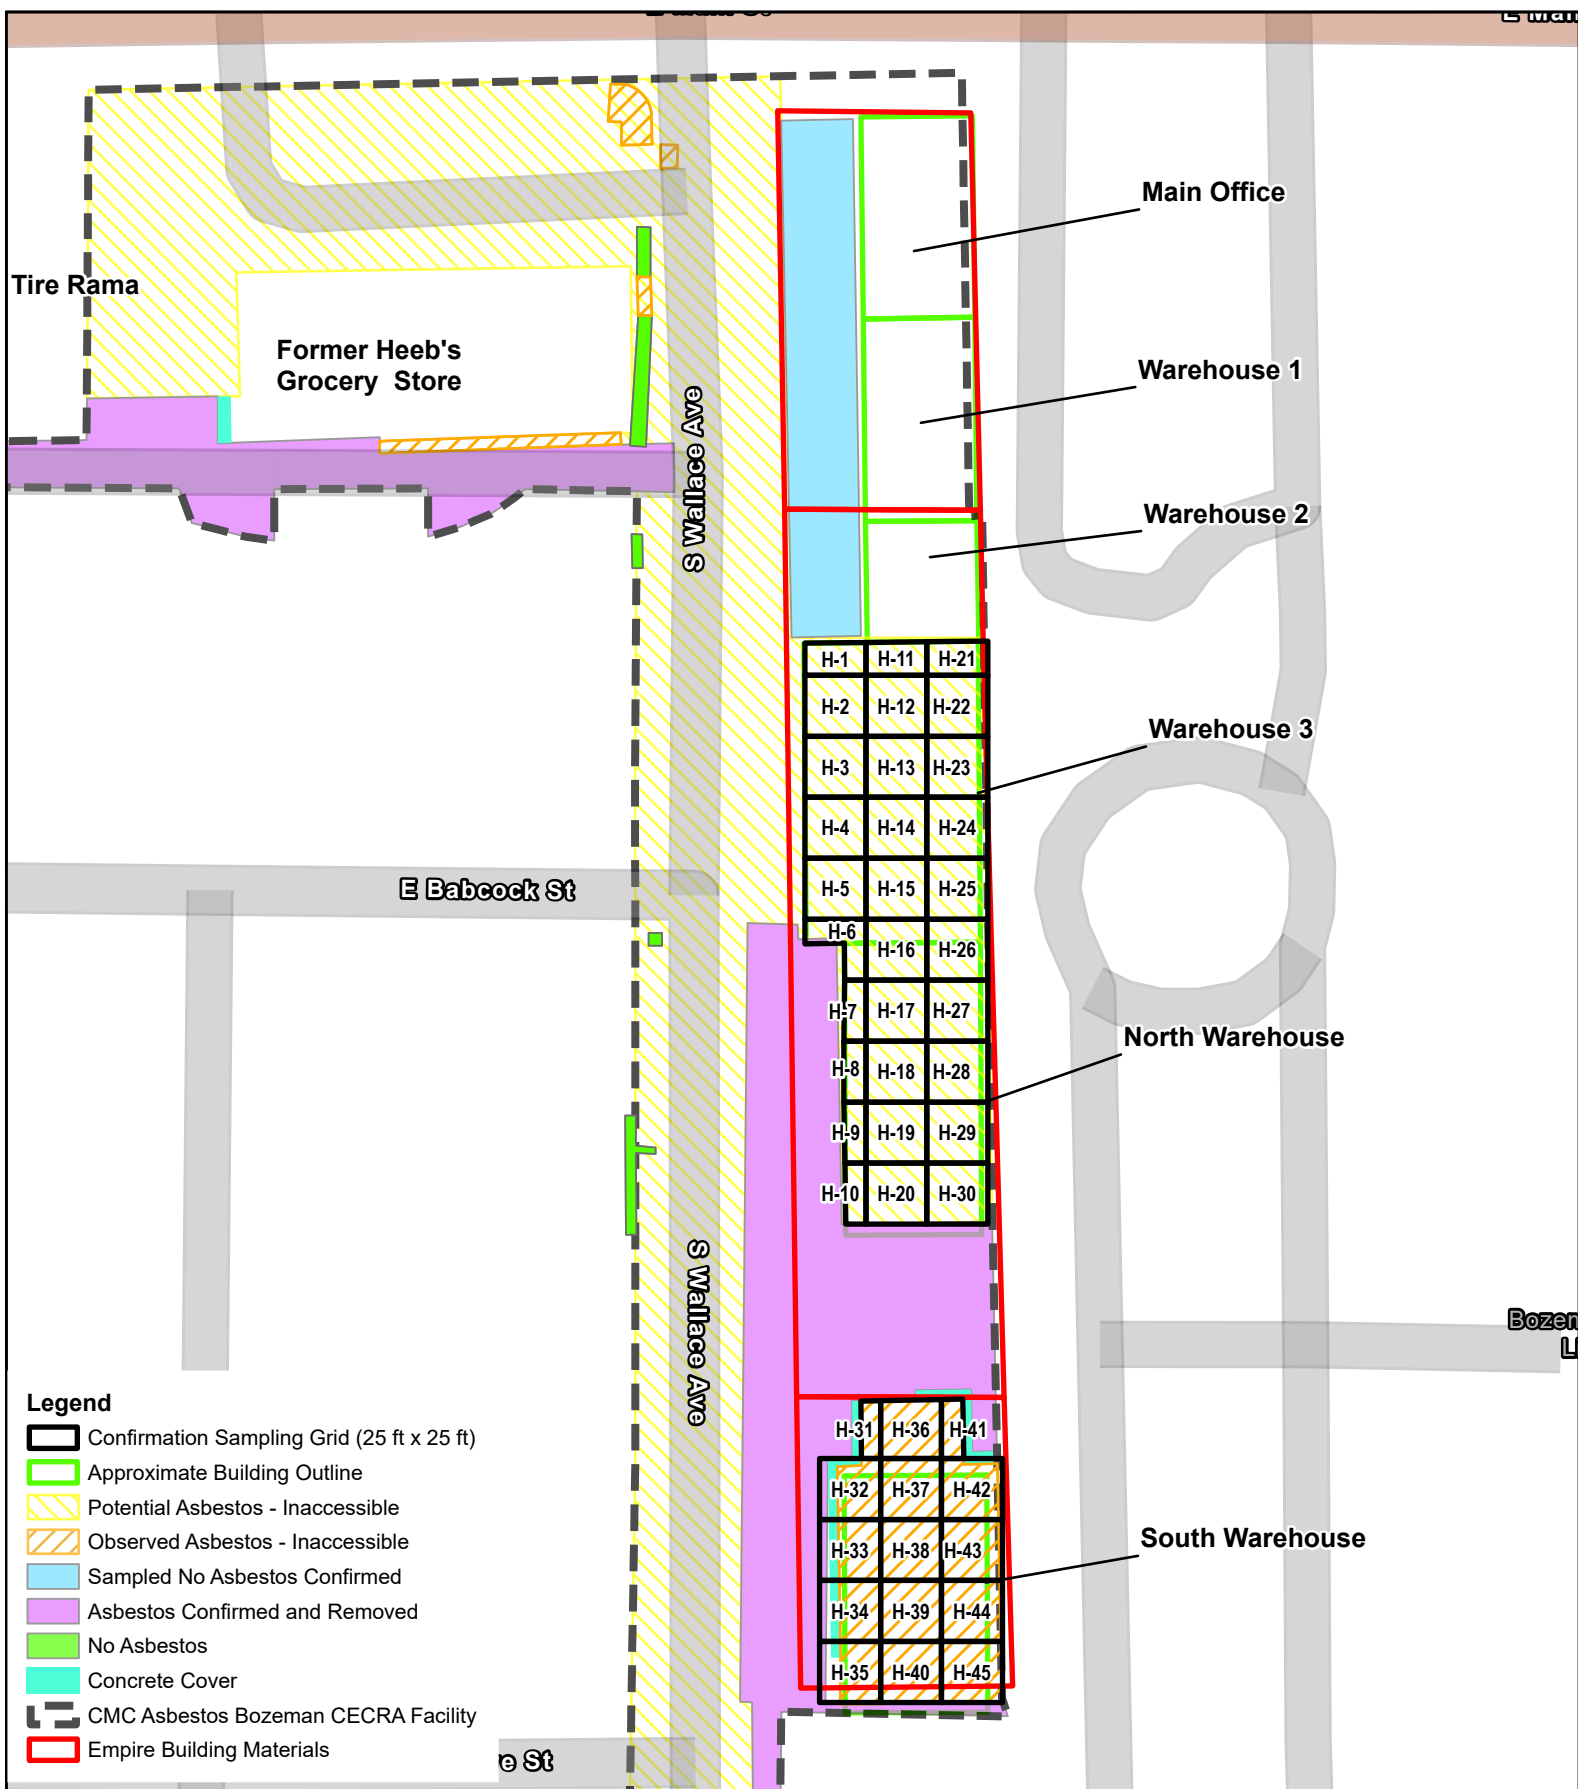 Main Office
Tire Rama
Former Heeb's
Grocery Store
Warehouse 1
S Wallace Ave
Warehouse 2
H-1 H-11 H-21
H-2 H-12 H-22
Warehouse 3
H-3 H-13 H-23
H-4 H-14 H-24
E Babcock St
H-5 H-15 H-25
H-6
H-16 H-26
H-7 H-17 H-27
North Warehouse
H-8 H-18 H-28
H-9 H-19 H-29
H-10 H-20 H-30
S Wallace Ave
H-31 H-36 H-41
H-32 H-37 H-42
South Warehouse
H-33 H-38 H-43
H-34 H-39 H-44
H-35 H-40 H-45
Legend
Confirmation Sampling Grid (25 ft x 25 ft)
Approximate Building Outline
Potential Asbestos - Inaccessible
Observed Asbestos - Inaccessible
Sampled No Asbestos Confirmed
Asbestos Confirmed and Removed
No Asbestos
Concrete Cover
CMC Asbestos Bozeman CECRA Facility
Empire Building Materials
e St